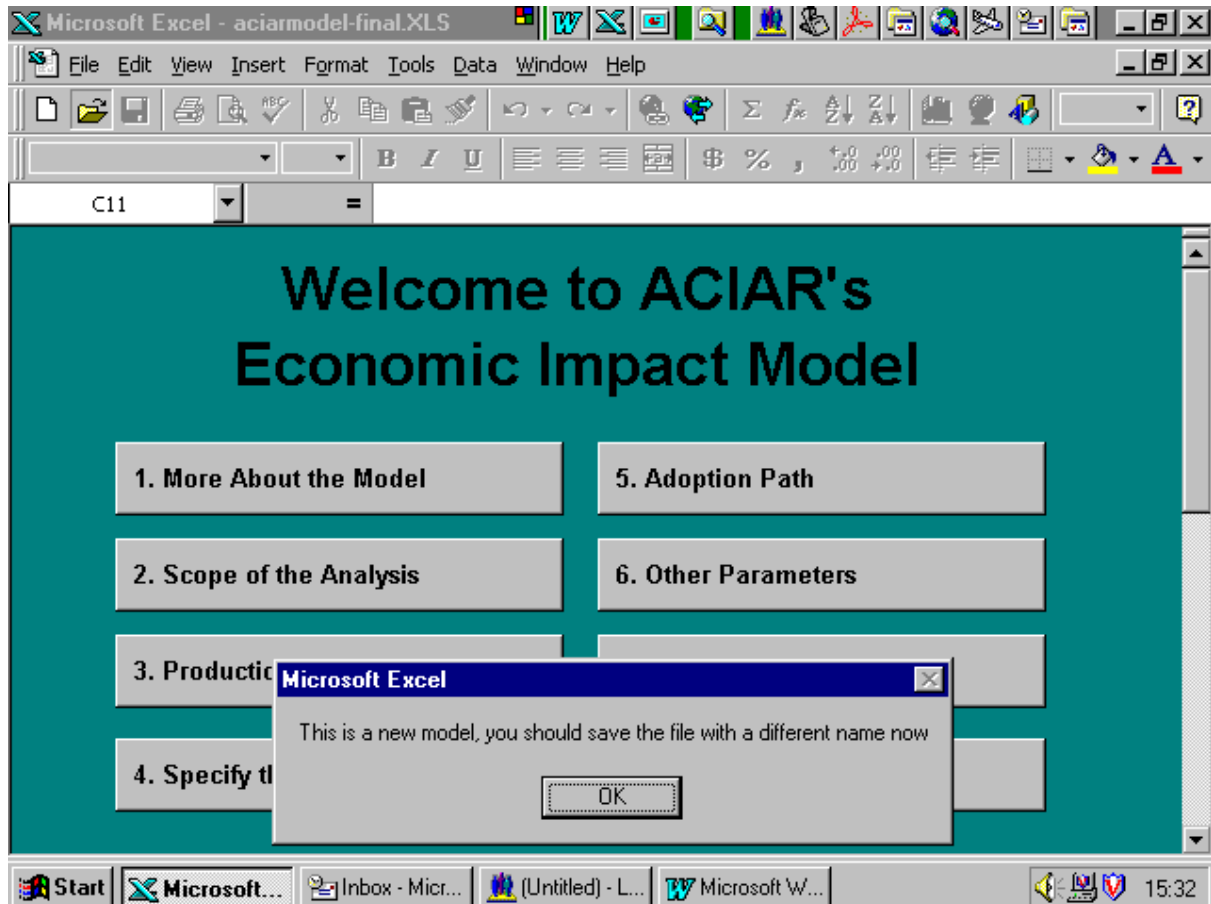 Microsoft Excel - aciarmodel-final.XLS
File Edit View Insert Format Tools Data Window Help
B I U $ % ,
C11 =
Welcome to ACIAR's
Economic Impact Model
1. More About the Model
5. Adoption Path
2. Scope of the Analysis
6. Other Parameters
3. Productio
4. Specify th
Microsoft Excel
This is a new model, you should save the file with a different name now
OK
Start Microsoft... Inbox - Micr... (Untitled) - L... Microsoft W... 15:32